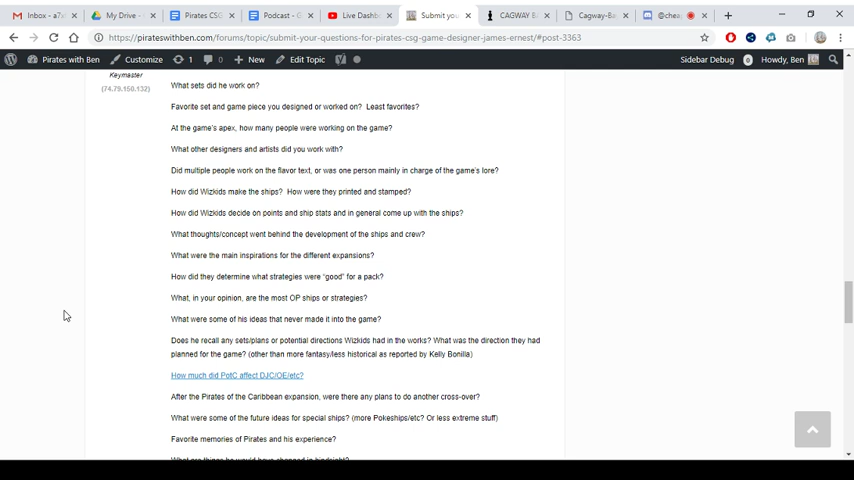 Inbox - a7x
My Drive -
Pirates CSG
Podcast - G
Live Dashb
Submit you
CAGWAY B
Cagway-Ba
@cheap
https://pirateswithben.com/forums/topic/submit-your-questions-for-pirates-csg-game-designer-james-ernest/#post-3363
Pirates with Ben
Customize
1
1
New
Edit Topic
Sidebar Debug
0
Howdy, Ben
Keymaster
(74.79.150.132)
What sets did he work on?
Favorite set and game piece you designed or worked on? Least favorites?
At the game's apex, how many people were working on the game?
What other designers and artists did you work with?
Did multiple people work on the flavor text, or was one person mainly in charge of the game's lore?
How did Wizkids make the ships? How were they printed and stamped?
How did Wizkids decide on points and ship stats and in general come up with the ships?
What thoughts/concept went behind the development of the ships and crew?
What were the main inspirations for the different expansions?
How did they determine what strategies were "good" for a pack?
What, in your opinion, are the most OP ships or strategies?
What were some of his ideas that never made it into the game?
Does he recall any sets/plans or potential directions Wizkids had in the works? What was the direction they had
planned for the game? (other than more fantasy/less historical as reported by Kelly Bonilla)
How much did PotC affect DJC/OE/etc?
After the Pirates of the Caribbean expansion, were there any plans to do another cross-over?
What were some of the future ideas for special ships? (more Pokeships/etc? Or less extreme stuff)
Favorite memories of Pirates and his experience?
What are things he would have changed in hindsight?